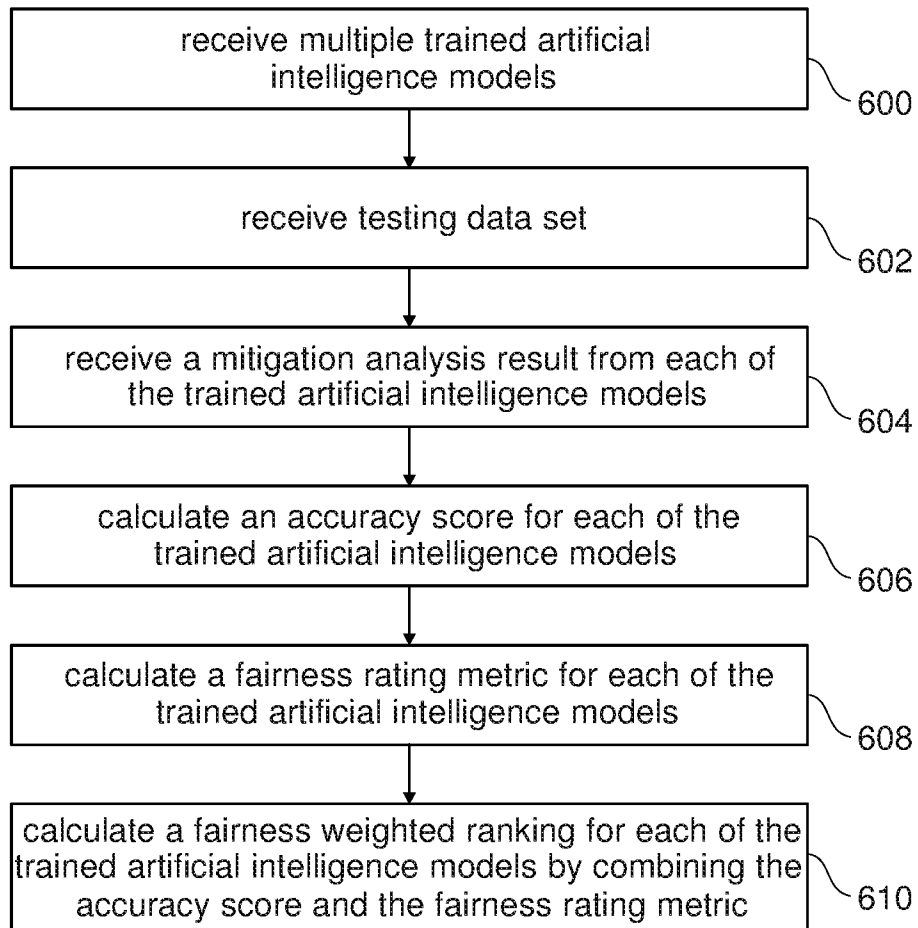 receive multiple trained artificial
intelligence models
600
receive testing data set
602
receive a mitigation analysis result from each of
the trained artificial intelligence models
604
calculate an accuracy score for each of the
trained artificial intelligence models
606
calculate a fairness rating metric for each of the
trained artificial intelligence models
608
calculate a fairness weighted ranking for each of the
trained artificial intelligence models by combining the
accuracy score and the fairness rating metric
610